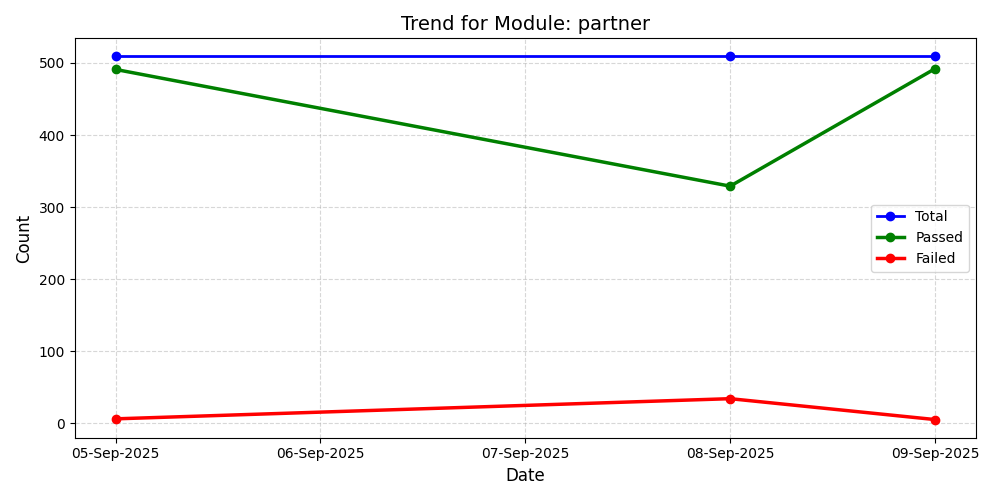 Trend for Module: partner
500
400
300
200
100
0
Count
Total
Passed
Failed
05-Sep-2025
06-Sep-2025
07-Sep-2025
08-Sep-2025
09-Sep-2025
Date